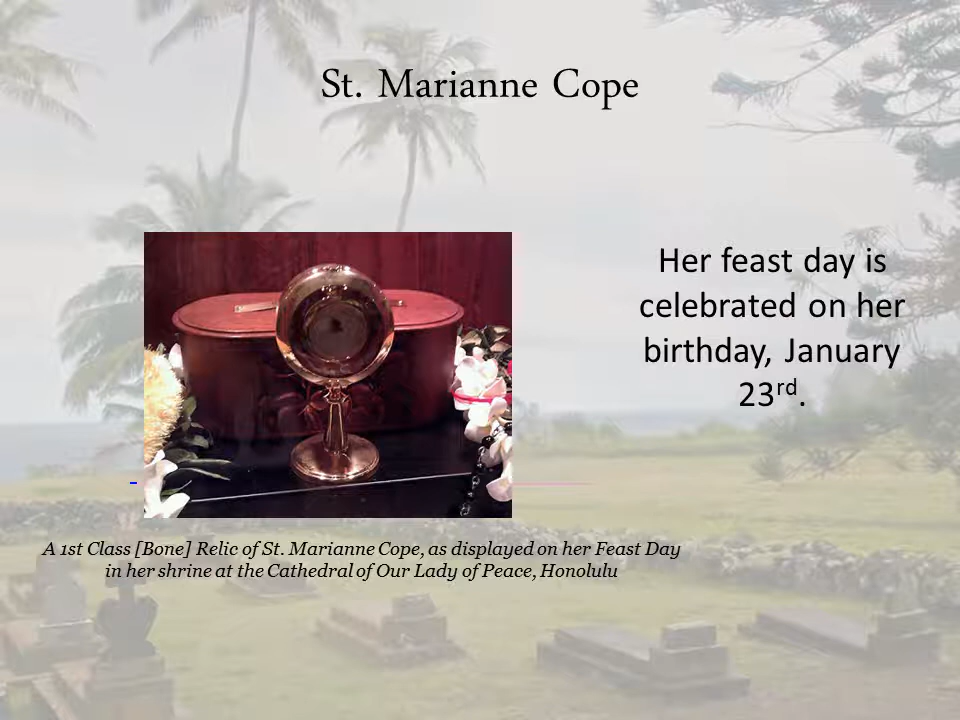 St. Marianne Cope
Her feast day is
celebrated on her
birthday, January
23rd.
A 1st Class [Bone] Relic of St. Marianne Cope, as displayed on her Feast Day
in her shrine at the Cathedral of Our Lady of Peace, Honolulu